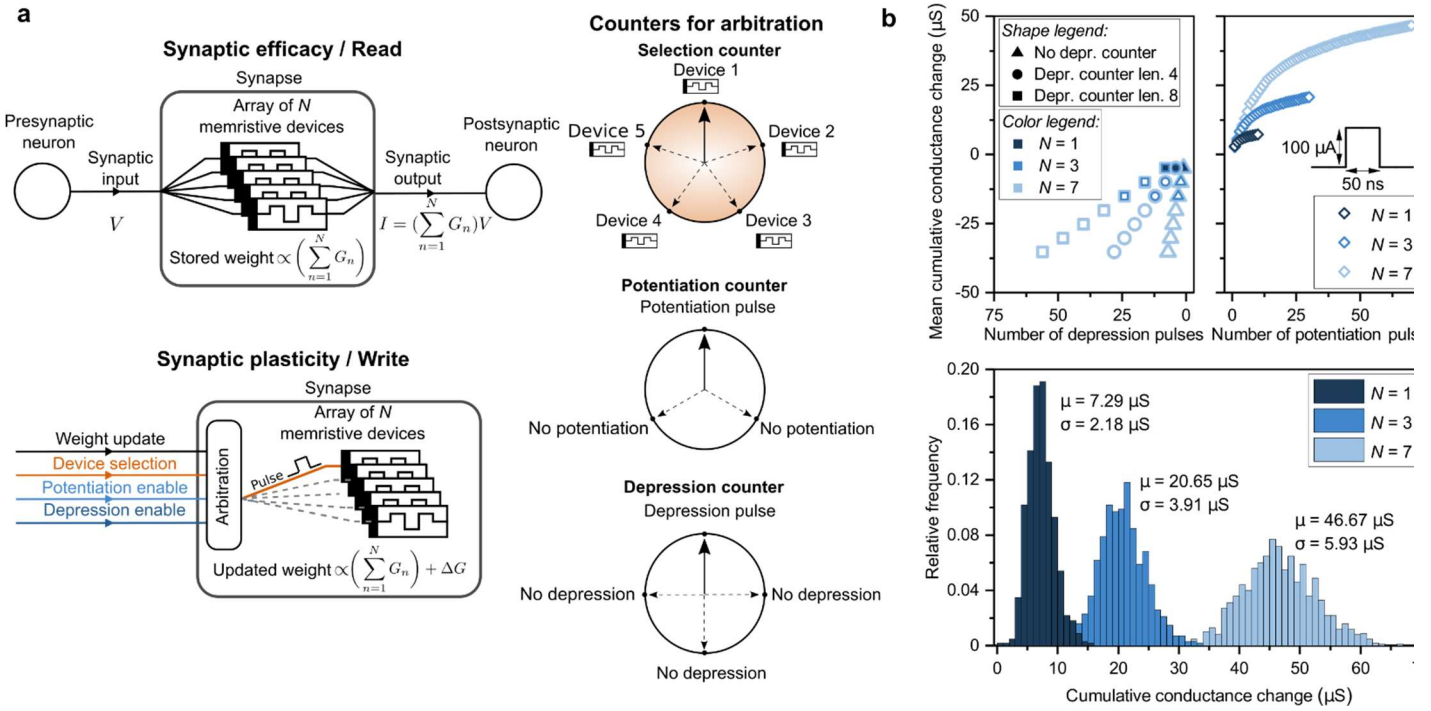 a
Synaptic efficacy / Read
Synapse
Array of N
memristive devices
Presynaptic
neuron
Synaptic
input
V
Synaptic
output
Postsynaptic
neuron
I = (∑_{n=1}^{N} G_n)V
Stored weight ∝ (∑_{n=1}^{N} G_n)
Synaptic plasticity / Write
Synapse
Array of N
memristive devices
Weight update
Device selection
Potentiation enable
Depression enable
Arbitration
Pulse
Updated weight ∝ (∑_{n=1}^{N} G_n) + ΔG
Counters for arbitration
Selection counter
Device 1
Device 5
Device 2
Device 4
Device 3
Potentiation counter
Potentiation pulse
No potentiation
No potentiation
Depression counter
Depression pulse
No depression
No depression
No depression
b
Mean cumulative conductance change (µS)
50
25
0
-25
-50
Shape legend:
No depr. counter
Depr. counter len. 4
Depr. counter len. 8
Color legend:
N = 1
N = 3
N = 7
75
50
25
0
Number of depression pulses
100 µA
50 ns
N = 1
N = 3
N = 7
0
25
50
Number of potentiation puls
Relative frequency
0.20
0.16
0.12
0.08
0.04
0
N = 1
N = 3
N = 7
µ = 7.29 µS
σ = 2.18 µS
µ = 20.65 µS
σ = 3.91 µS
µ = 46.67 µS
σ = 5.93 µS
0
10
20
30
40
50
60
Cumulative conductance change (µS)